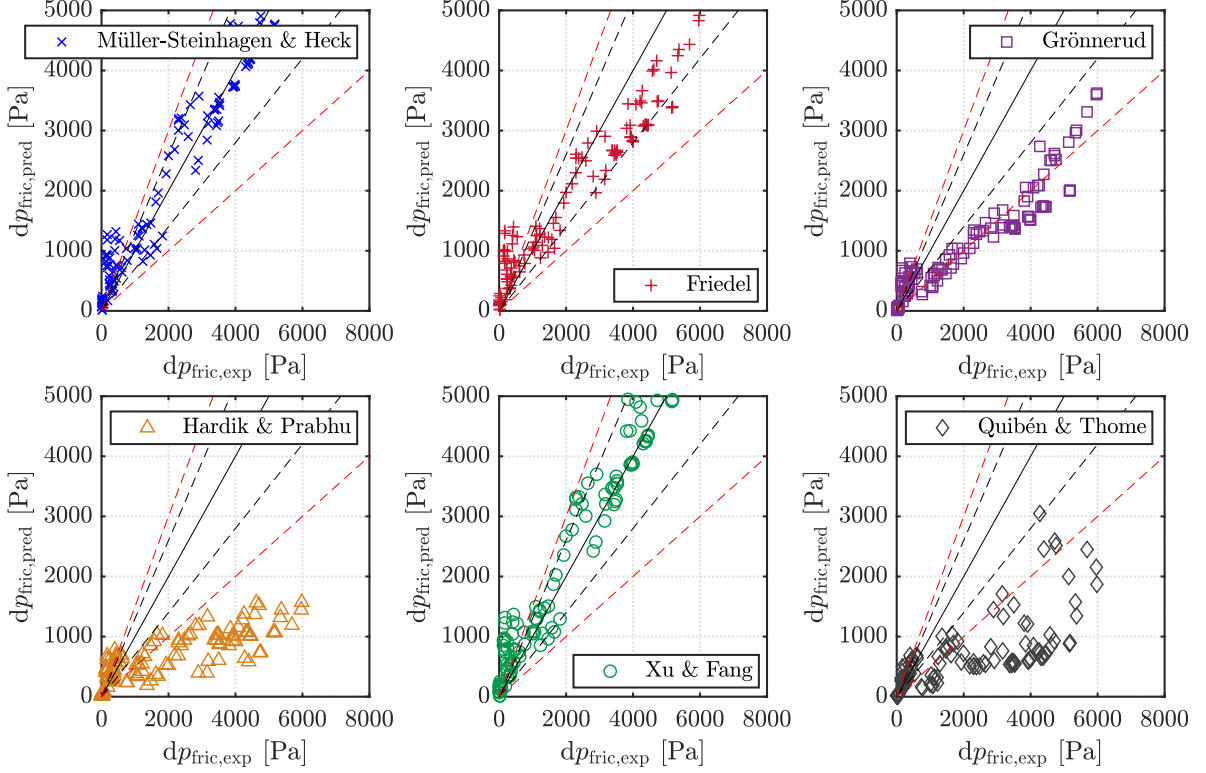 5000
4000
3000
2000
1000
0
0 2000 4000 6000 8000
dp_fric,pred [Pa]
dp_fric,exp [Pa]
Müller-Steinhagen & Heck
5000
4000
3000
2000
1000
0
0 2000 4000 6000 8000
dp_fric,pred [Pa]
dp_fric,exp [Pa]
Friedel
5000
4000
3000
2000
1000
0
0 2000 4000 6000 8000
dp_fric,pred [Pa]
dp_fric,exp [Pa]
Grönnerud
5000
4000
3000
2000
1000
0
0 2000 4000 6000 8000
dp_fric,pred [Pa]
dp_fric,exp [Pa]
Hardik & Prabhu
5000
4000
3000
2000
1000
0
0 2000 4000 6000 8000
dp_fric,pred [Pa]
dp_fric,exp [Pa]
Xu & Fang
5000
4000
3000
2000
1000
0
0 2000 4000 6000 8000
dp_fric,pred [Pa]
dp_fric,exp [Pa]
Quibén & Thome